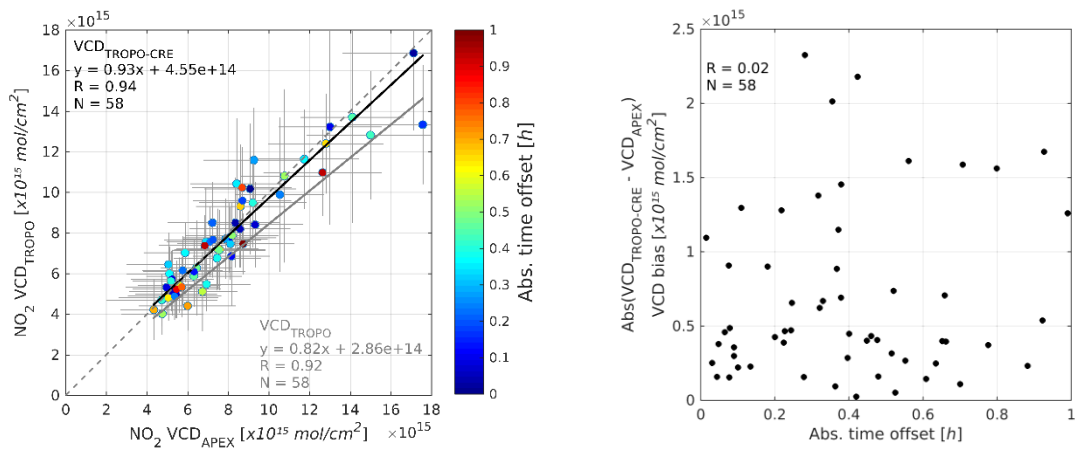 ×10¹⁵
18
16
14
12
10
8
6
4
2
0
NO₂ VCD_TROPO [x10¹⁵ mol/cm²]
VCD_TROPO-CRE
y = 0.93x + 4.55e+14
R = 0.94
N = 58
VCD_TROPO
y = 0.82x + 2.86e+14
R = 0.92
N = 58
0 2 4 6 8 10 12 14 16 18
NO₂ VCD_APEX [x10¹⁵ mol/cm²] ×10¹⁵
1
0.9
0.8
0.7
0.6
0.5
0.4
0.3
0.2
0.1
0
Abs. time offset [h]
×10¹⁵
2.5
2
1.5
1
0.5
0
Abs(VCD_TROPO-CRE - VCD_APEX)
VCD bias [x10¹⁵ mol/cm²]
R = 0.02
N = 58
0 0.2 0.4 0.6 0.8 1
Abs. time offset [h]